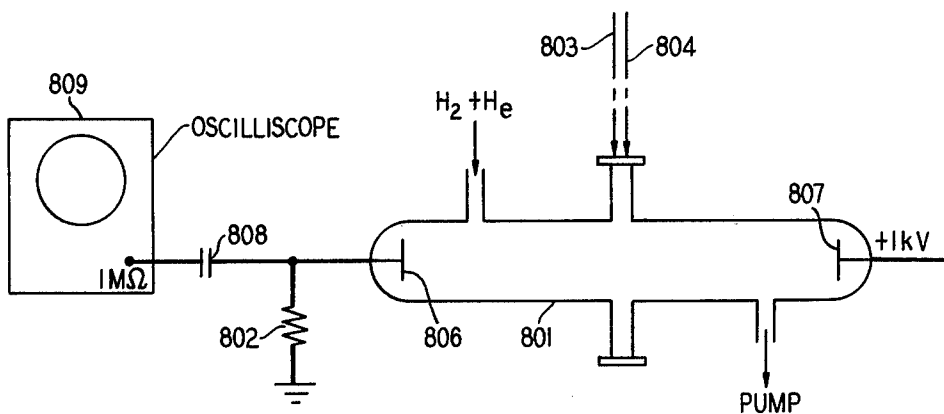 803
804
809
OSCILLISCOPE
H2 + He
807
808
+1kV
1MΩ
802
806
801
PUMP